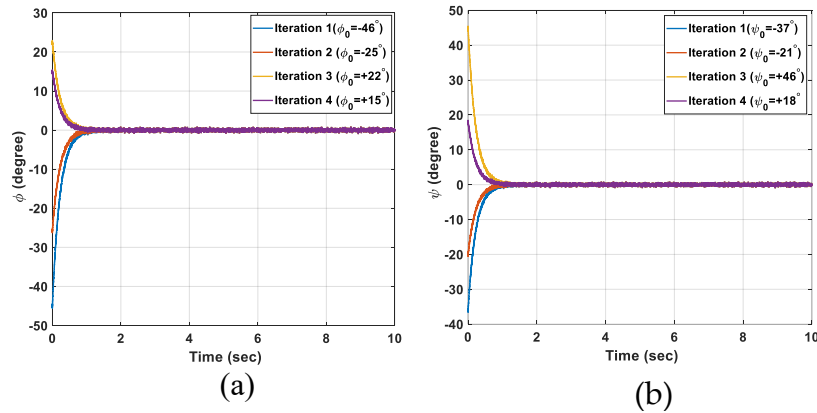 30
20
10
0
-10
-20
-30
-40
-50
ϕ (degree)
Iteration 1(ϕ₀=-46°)
Iteration 2 (ϕ₀=-25°)
Iteration 3 (ϕ₀=+22°)
Iteration 4 (ϕ₀=+15°)
0 2 4 6 8 10
Time (sec)
(a)
50
40
30
20
10
0
-10
-20
-30
-40
ψ (degree)
Iteration 1(ψ₀=-37°)
Iteration 2 (ψ₀=-21°)
Iteration 3 (ψ₀=+46°)
Iteration 4 (ψ₀=+18°)
0 2 4 6 8 10
Time (sec)
(b)